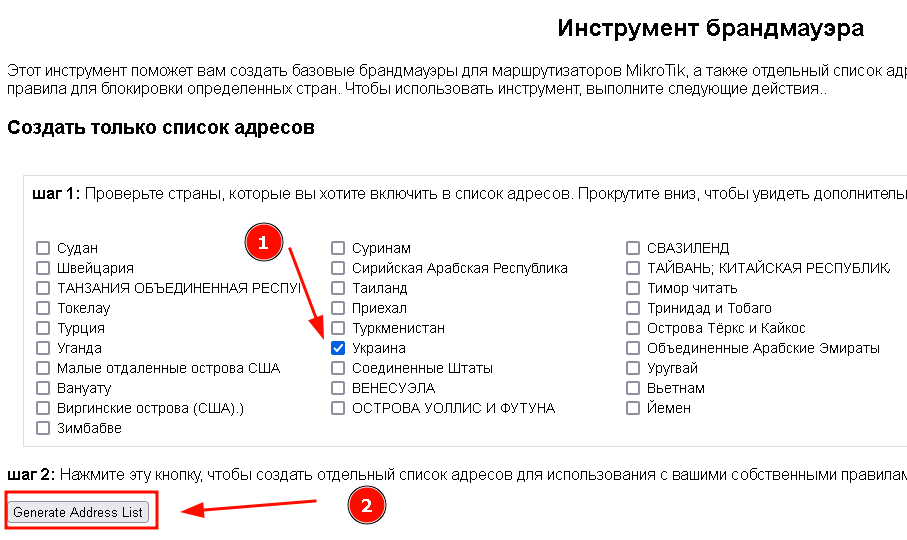 Инструмент брандмауэра
Этот инструмент поможет вам создать базовые брандмауэры для маршрутизаторов MikroTik, а также отдельный список
правила для блокировки определенных стран. Чтобы использовать инструмент, выполните следующие действия..
Создать только список адресов
шаг 1: Проверьте страны, которые вы хотите включить в список адресов. Прокрутите вниз, чтобы увидеть
1
Судан Суринам СВАЗИЛЕНД
Швейцария Сирийская Арабская Республика ТАЙВАНЬ; КИТАЙСКАЯ РЕСПУБЛИКА
ТАНЗАНИЯ ОБЪЕДИНЕННАЯ Таиланд Тимор читать
Токелау Приехал Тринидад и Тобаго
Турция Туркменистан Острова Тёркс и Кайкос
Уганда Украина Объединенные Арабские Эмираты
Малые отдаленные острова США Соединенные Штаты Уругвай
Вануату ВЕНЕСУЭЛА Вьетнам
Виргинские острова (США).) ОСТРОВА УОЛЛИС И ФУТУНА Йемен
Зимбабве
шаг 2: Нажмите эту кнопку, чтобы создать отдельный список адресов для использования с вашими собственными
Generate Address List
2